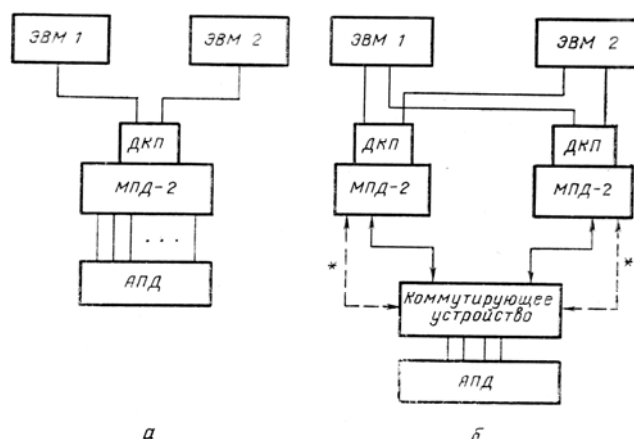 ЭВМ 1
ЭВМ 2
ДКП
МПД-2
. . .
АПД
а
ЭВМ 1
ЭВМ 2
ДКП
ДКП
МПД-2
МПД-2
*
*
Коммутирующее
устройство
АПД
б